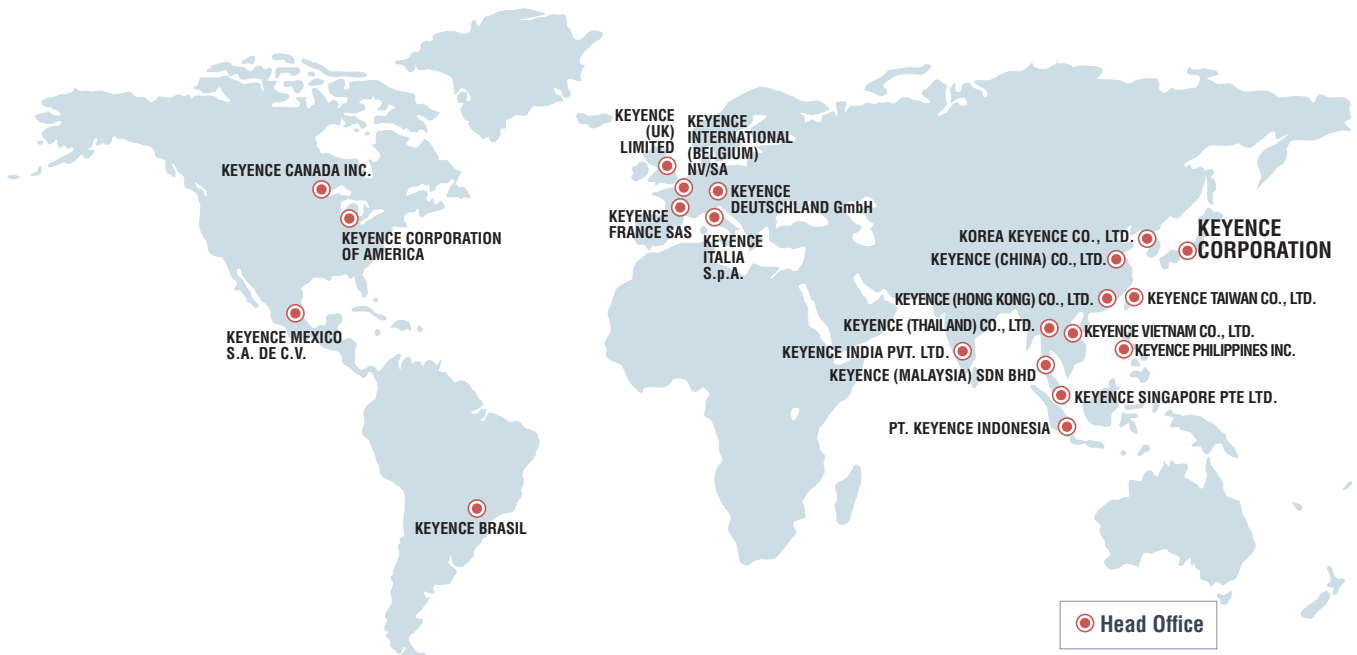 KEYENCE
(UK)
LIMITED
KEYENCE
INTERNATIONAL
(BELGIUM)
NV/SA
KEYENCE CANADA INC.
KEYENCE
DEUTSCHLAND GmbH
KEYENCE
FRANCE SAS
KEYENCE CORPORATION
OF AMERICA
KEYENCE
ITALIA
S.p.A.
KOREA KEYENCE CO., LTD.
KEYENCE
CORPORATION
KEYENCE (CHINA) CO., LTD.
KEYENCE (HONG KONG) CO., LTD.
KEYENCE TAIWAN CO., LTD.
KEYENCE MEXICO
S.A. DE C.V.
KEYENCE (THAILAND) CO., LTD.
KEYENCE VIETNAM CO., LTD.
KEYENCE INDIA PVT. LTD.
KEYENCE PHILIPPINES INC.
KEYENCE (MALAYSIA) SDN BHD
KEYENCE SINGAPORE PTE LTD.
PT. KEYENCE INDONESIA
KEYENCE BRASIL
Head Office